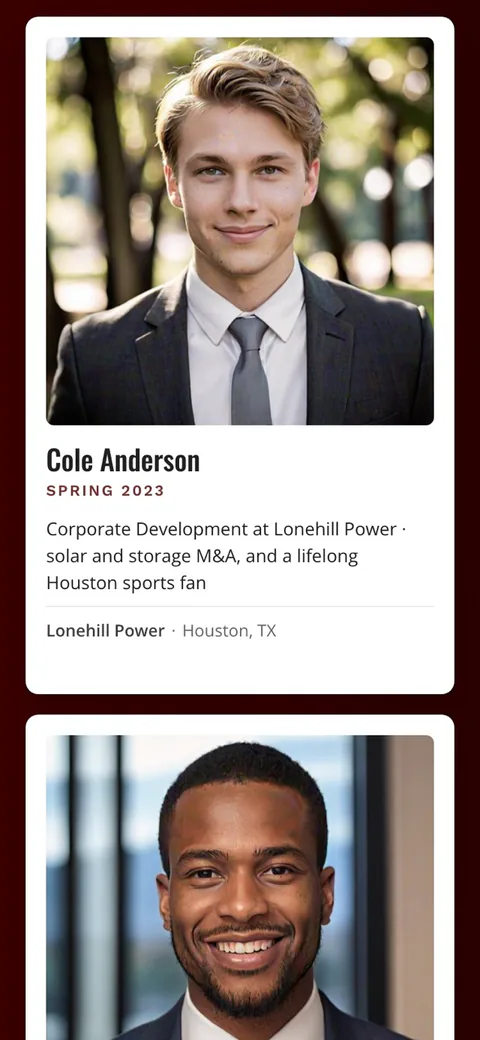 Cole Anderson
SPRING 2023
Corporate Development at Lonehill Power ·
solar and storage M&A, and a lifelong
Houston sports fan
Lonehill Power · Houston, TX